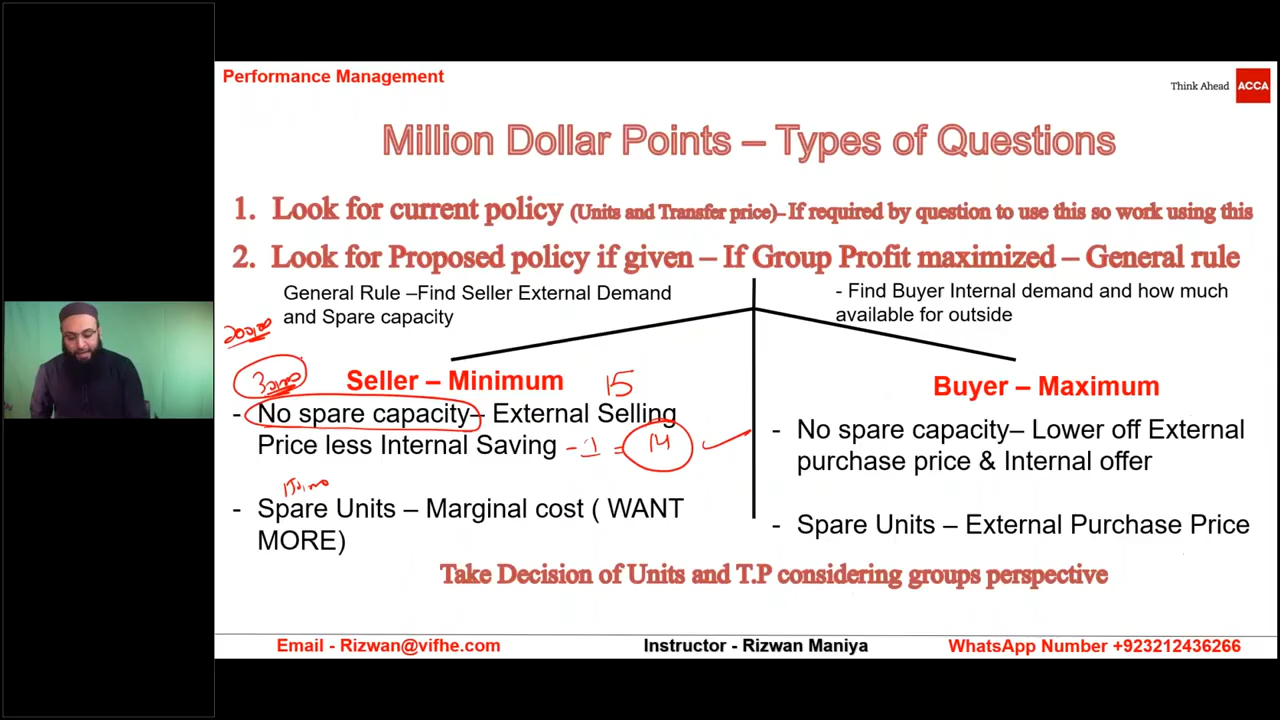 Performance Management
Think Ahead ACCA
Million Dollar Points – Types of Questions
1. Look for current policy (Units and Transfer price)– If required by question to use this so work using this
2. Look for Proposed policy if given – If Group Profit maximized – General rule
General Rule –Find Seller External Demand
and Spare capacity
- Find Buyer Internal demand and how much
available for outside
Seller – Minimum 15
- No spare capacity– External Selling
Price less Internal Saving - 1 = 14
- Spare Units – Marginal cost ( WANT
MORE)
Buyer – Maximum
- No spare capacity– Lower off External
purchase price & Internal offer
- Spare Units – External Purchase Price
Take Decision of Units and T.P considering groups perspective
Email - Rizwan@vifhe.com
Instructor - Rizwan Maniya
WhatsApp Number +923212436266